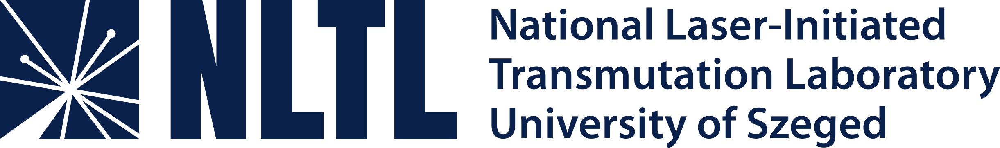 NLTL
National Laser-Initiated
Transmutation Laboratory
University of Szeged